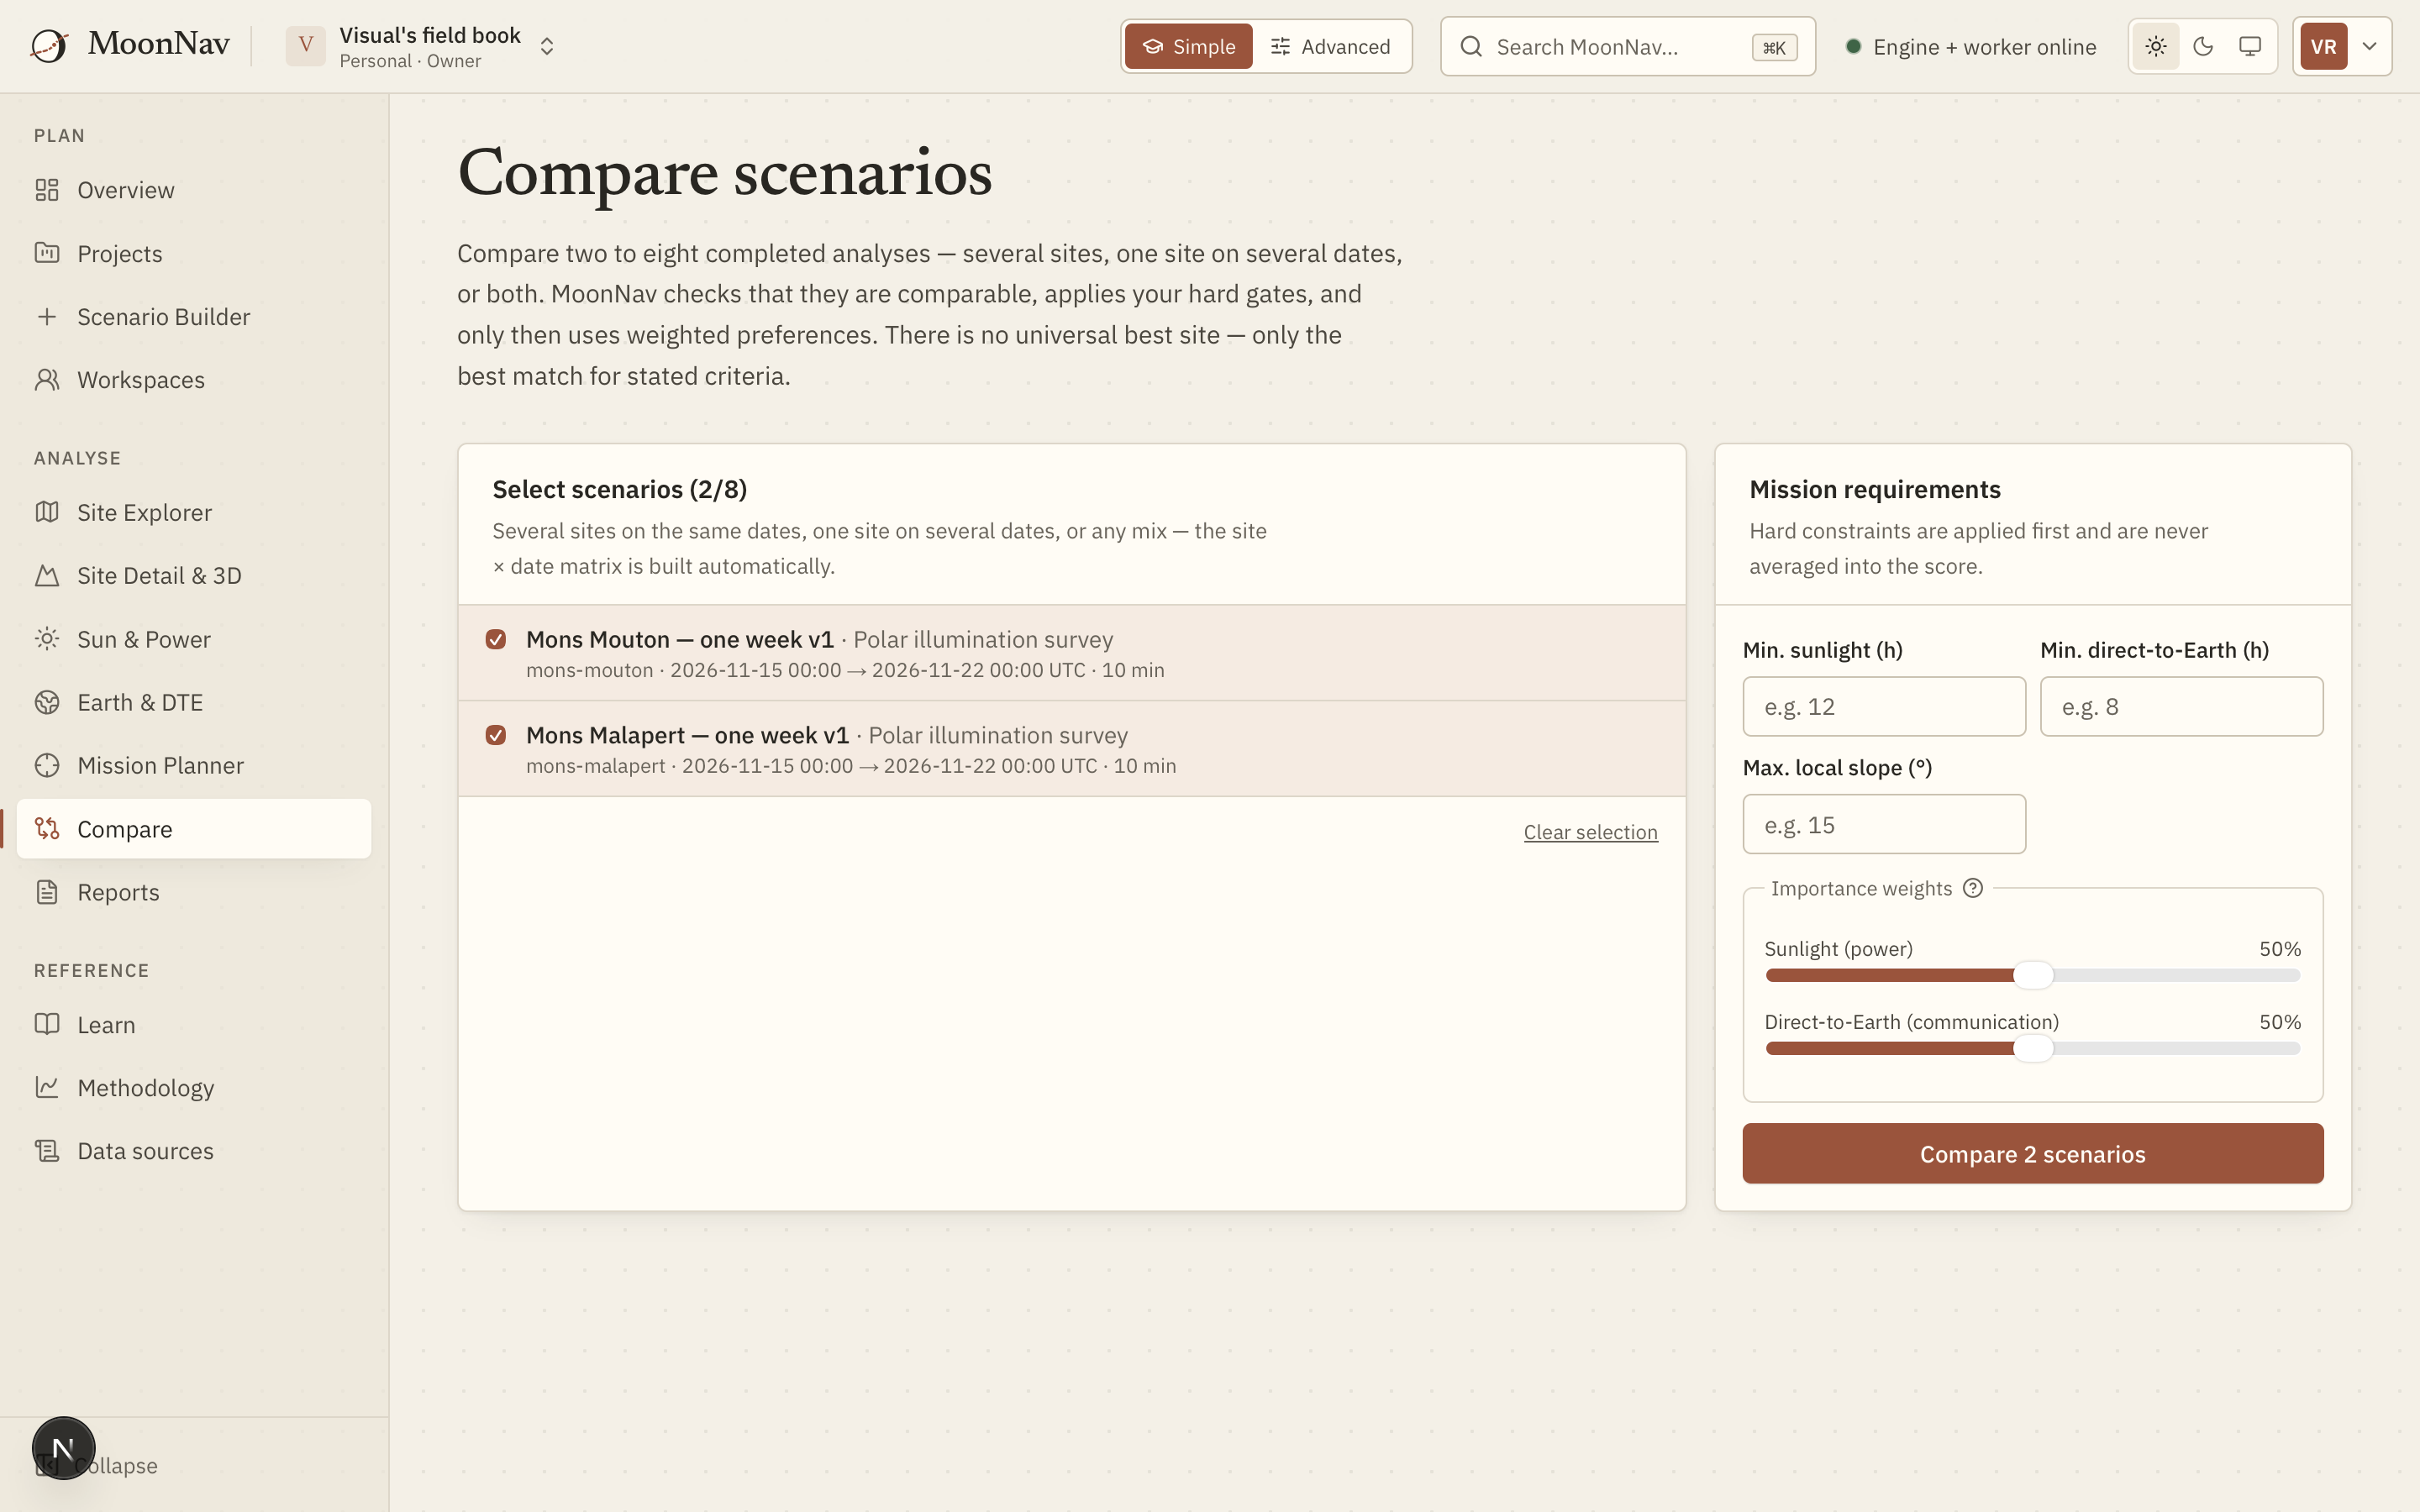 MoonNav
V
Visual's field book
Personal · Owner
Simple
Advanced
Search MoonNav...
⌘K
Engine + worker online
VR
PLAN
Overview
Projects
Scenario Builder
Workspaces
ANALYSE
Site Explorer
Site Detail & 3D
Sun & Power
Earth & DTE
Mission Planner
Compare
Reports
REFERENCE
Learn
Methodology
Data sources
N
Collapse
Compare scenarios
Compare two to eight completed analyses — several sites, one site on several dates,
or both. MoonNav checks that they are comparable, applies your hard gates, and
only then uses weighted preferences. There is no universal best site — only the
best match for stated criteria.
Select scenarios (2/8)
Several sites on the same dates, one site on several dates, or any mix — the site
× date matrix is built automatically.
Mons Mouton — one week v1 · Polar illumination survey
mons-mouton · 2026-11-15 00:00 → 2026-11-22 00:00 UTC · 10 min
Mons Malapert — one week v1 · Polar illumination survey
mons-malapert · 2026-11-15 00:00 → 2026-11-22 00:00 UTC · 10 min
Clear selection
Mission requirements
Hard constraints are applied first and are never
averaged into the score.
Min. sunlight (h)
e.g. 12
Min. direct-to-Earth (h)
e.g. 8
Max. local slope (°)
e.g. 15
Importance weights ?
Sunlight (power) 50%
Direct-to-Earth (communication) 50%
Compare 2 scenarios